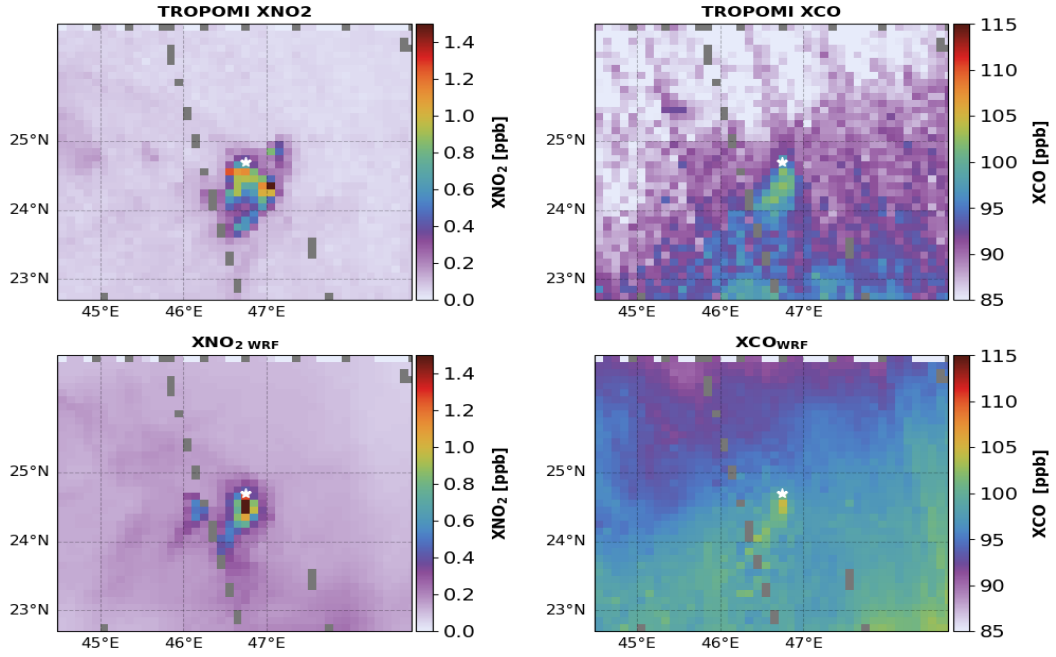 TROPOMI XNO2
TROPOMI XCO
25°N
24°N
23°N
45°E 46°E 47°E
1.4
1.2
1.0
0.8
0.6
0.4
0.2
0.0
XNO₂ [ppb]
25°N
24°N
23°N
45°E 46°E 47°E
115
110
105
100
95
90
85
XCO [ppb]
XNO₂ WRF
XCO WRF
25°N
24°N
23°N
45°E 46°E 47°E
1.4
1.2
1.0
0.8
0.6
0.4
0.2
0.0
XNO₂ [ppb]
25°N
24°N
23°N
45°E 46°E 47°E
115
110
105
100
95
90
85
XCO [ppb]